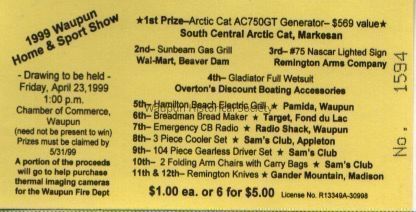 1999 Waupun
Home & Sport Show
- Drawing to be held -
Friday, April 23,1999
1:00 p.m.
Chamber of Commerce,
Waupun
(need not be present to win)
Prizes must be claimed by
5/31/99
A portion of the proceeds
will go to help purchase
thermal imaging cameras
for the Waupun Fire Dept
★1st Prize–Arctic Cat AC750GT Generator– $569 value★
South Central Arctic Cat, Markesan
2nd– Sunbeam Gas Grill
Wal-Mart, Beaver Dam
3rd– #75 Nascar Lighted Sign
Remington Arms Company
4th– Gladiator Full Wetsuit
Overton's Discount Boating Accessories
5th– Hamilton Beach Electric Grill ★ Pamida, Waupun
6th– Breadman Bread Maker ★ Target, Fond du Lac
7th– Emergency CB Radio ★ Radio Shack, Waupun
8th– 3 Piece Cooler Set ★ Sam's Club, Appleton
9th– 104 Piece Gearless Driver Set ★ Sam's Club
10th– 2 Folding Arm Chairs with Carry Bags ★ Sam's Club
11th & 12th– Remington Knives ★ Gander Mountain, Madison
$1.00 ea. or 6 for $5.00
License No. R13349A-30998
No. 1594
Waupun Historical Society